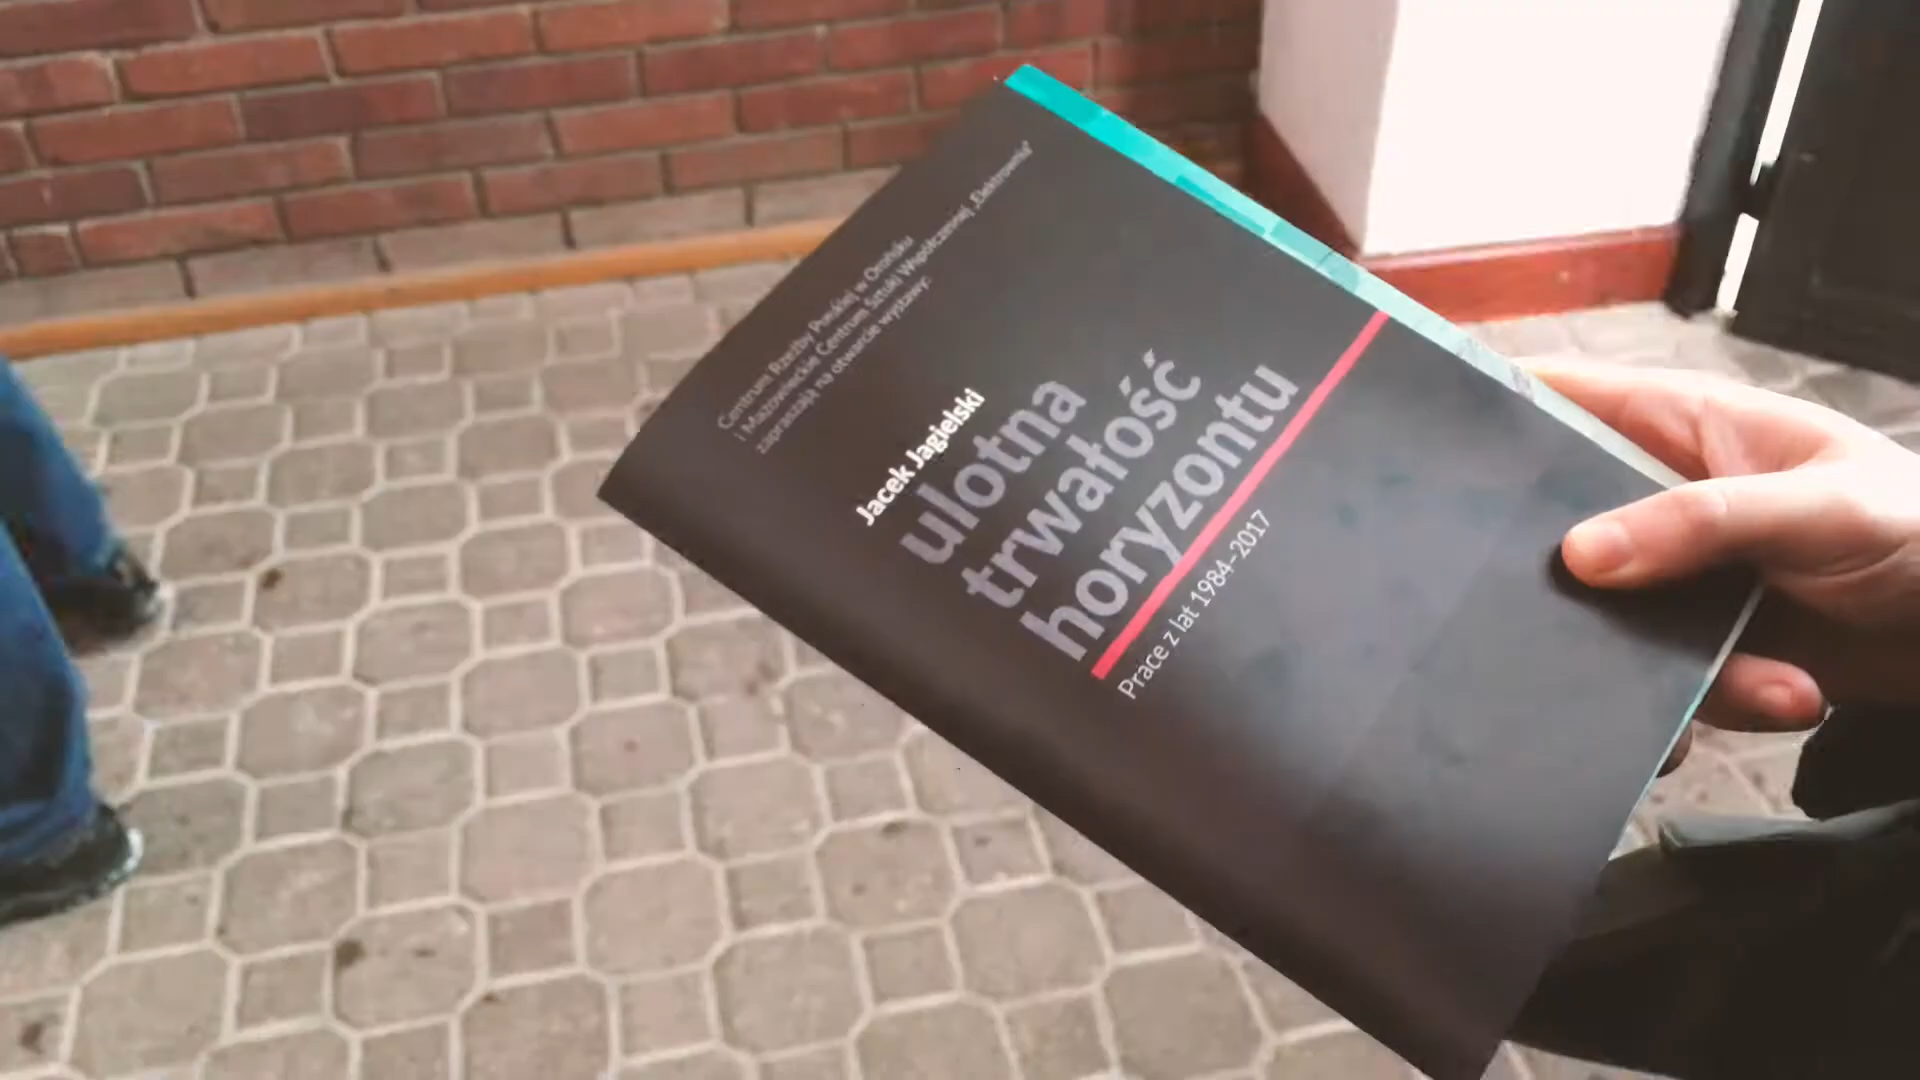 Centrum Rzeźby Polskiej w Orońsku
i Mazowieckie Centrum Sztuki Współczesnej „Elektrownia”
zapraszają na otwarcie wystawy:
Jacek Jagielski
ulotna
trwałość
horyzontu
Prace z lat 1984-2017